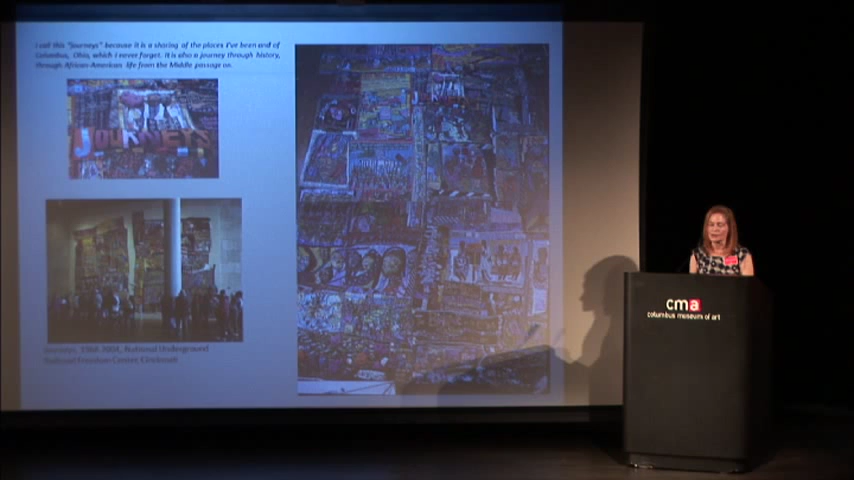 I call this "Journeys" because it is a sharing of the places I've been and of
Columbus, Ohio, which I never forget. It is also a journey through history,
through African-American life from the Middle passage on.
JOURNEYS
Journeys, 1968-2004, National Underground
Railroad Freedom Center, Cincinnati
cma
columbus museum of art